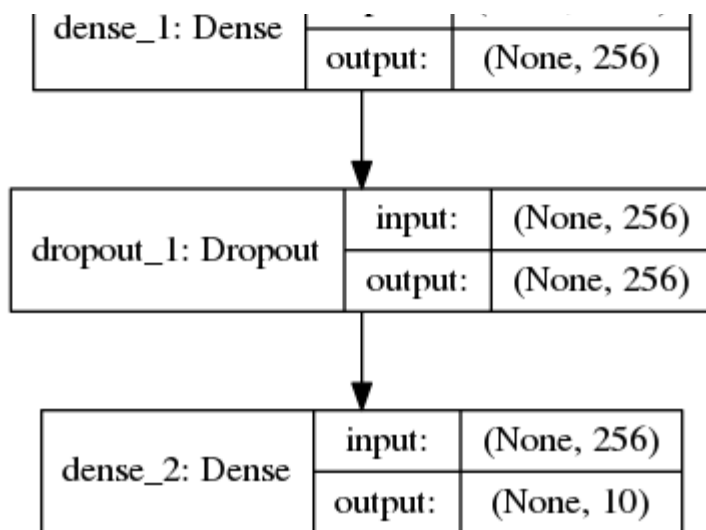 dense_1: Dense
output: (None, 256)
dropout_1: Dropout
input: (None, 256)
output: (None, 256)
dense_2: Dense
input: (None, 256)
output: (None, 10)